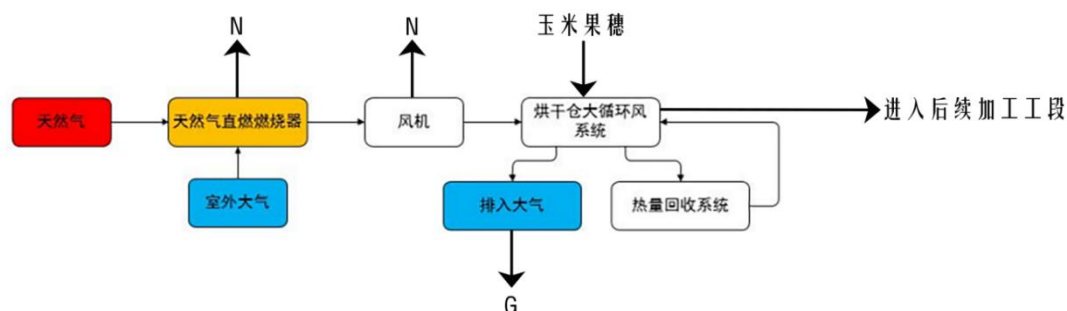 N
N
玉米果穗
天然气
天然气直燃燃烧器
风机
烘干仓大循环风
系统
进入后续加工工段
室外大气
排入大气
热量回收系统
G